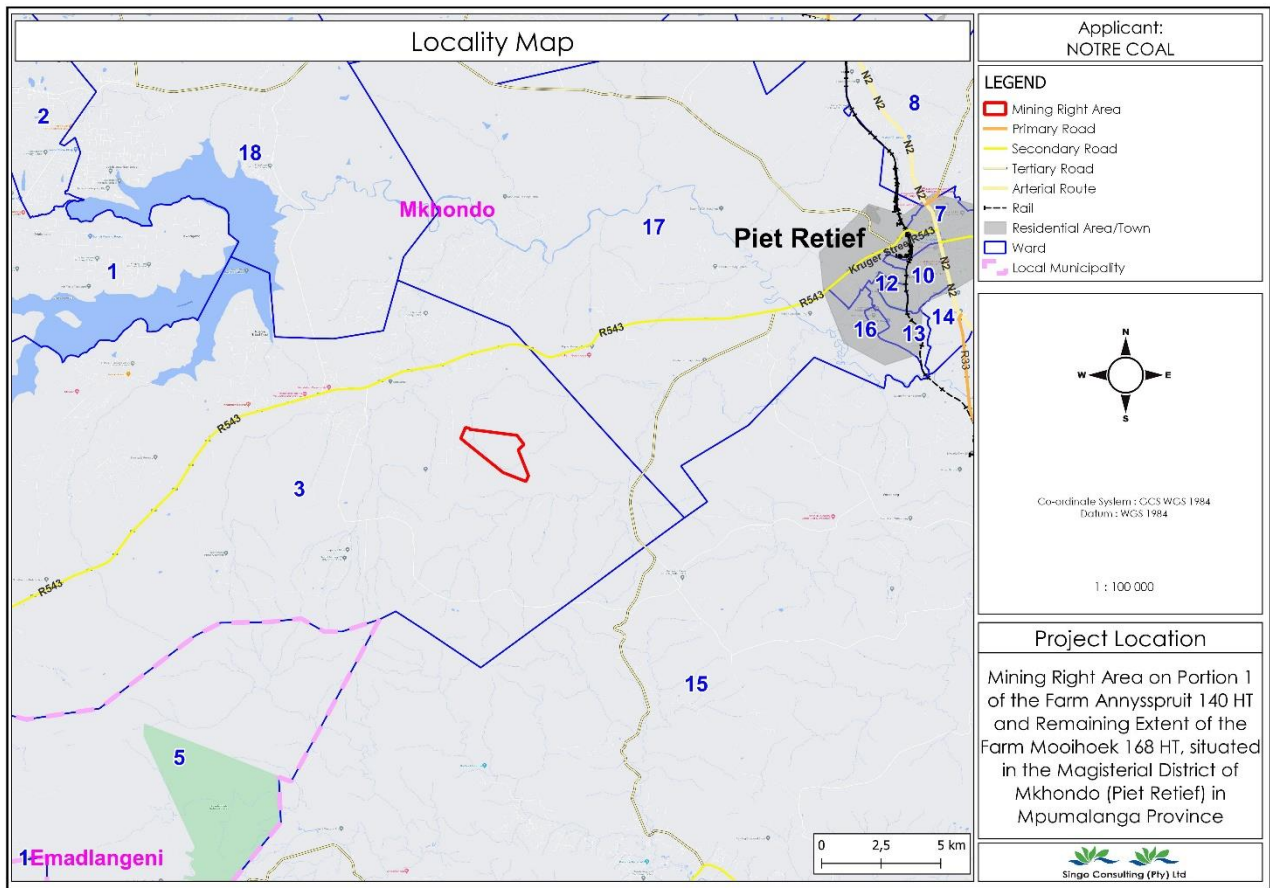 Locality Map
2
18
1
Mkhondo
17
8
N2
N2
N2
7
Piet Retief
Kruger Street
R543
10
12
N2
14
16
13
R33
R543
R543
R543
3
R543
15
5
1
Emadlangeni
0 2,5 5 km
Applicant:
NOTRE COAL
LEGEND
Mining Right Area
Primary Road
Secondary Road
Tertiary Road
Arterial Route
Rail
Residential Area/Town
Ward
Local Municipality
N
W E
S
Co-ordinate System : GCS WGS 1984
Datum : WGS 1984
1 : 100 000
Project Location
Mining Right Area on Portion 1
of the Farm Annysspruit 140 HT
and Remaining Extent of the
Farm Mooihoek 168 HT, situated
in the Magisterial District of
Mkhondo (Piet Retief) in
Mpumalanga Province
Singo Consulting (Pty) Ltd